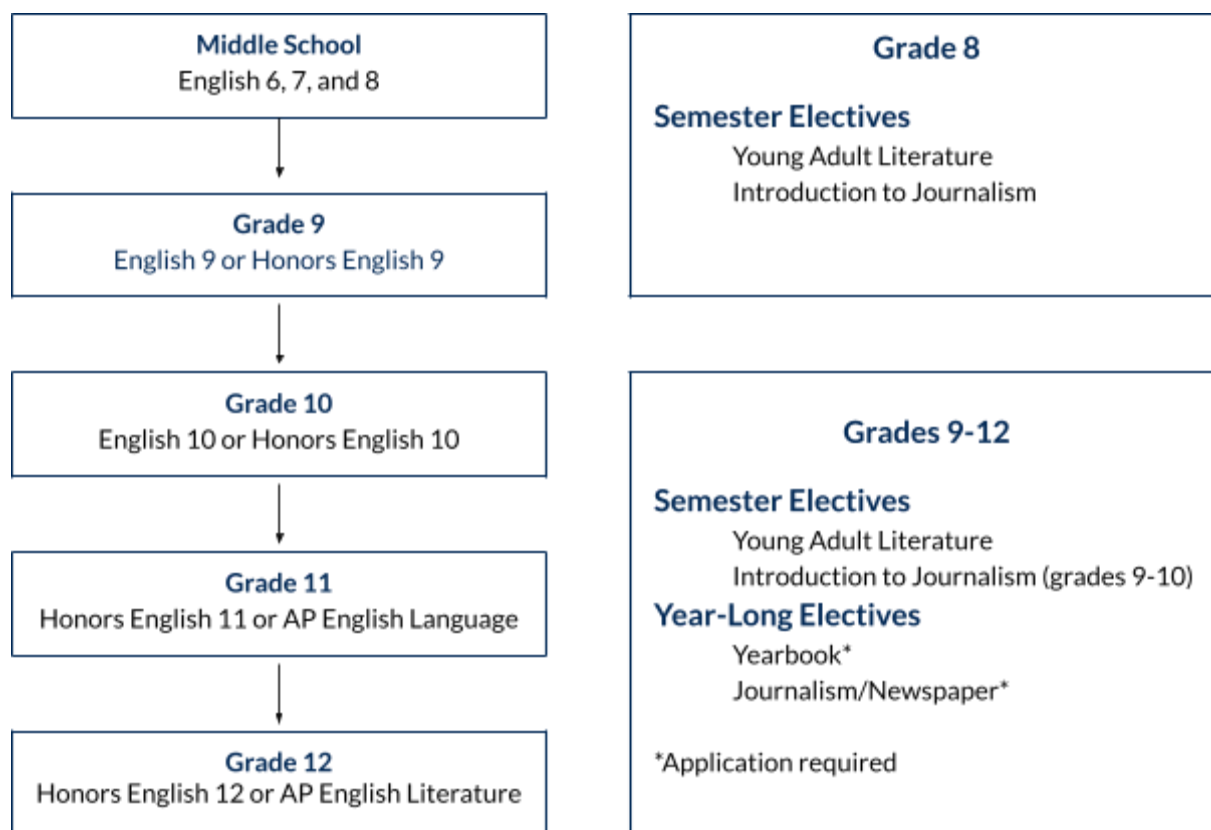 Middle School
English 6, 7, and 8
Grade 9
English 9 or Honors English 9
Grade 10
English 10 or Honors English 10
Grade 11
Honors English 11 or AP English Language
Grade 12
Honors English 12 or AP English Literature
Grade 8
Semester Electives
Young Adult Literature
Introduction to Journalism
Grades 9-12
Semester Electives
Young Adult Literature
Introduction to Journalism (grades 9-10)
Year-Long Electives
Yearbook*
Journalism/Newspaper*
*Application required